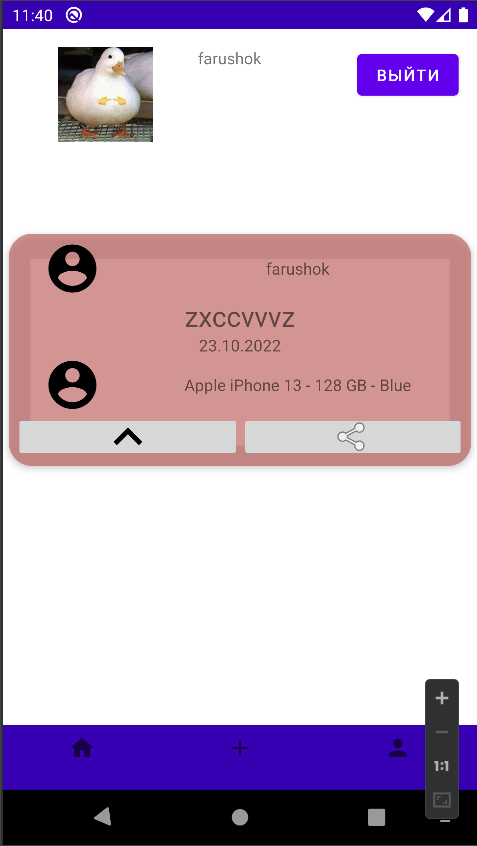 11:40
farushok
ВЫЙТИ
farushok
ZXCCVVVZ
23.10.2022
Apple iPhone 13 - 128 GB - Blue
1:1